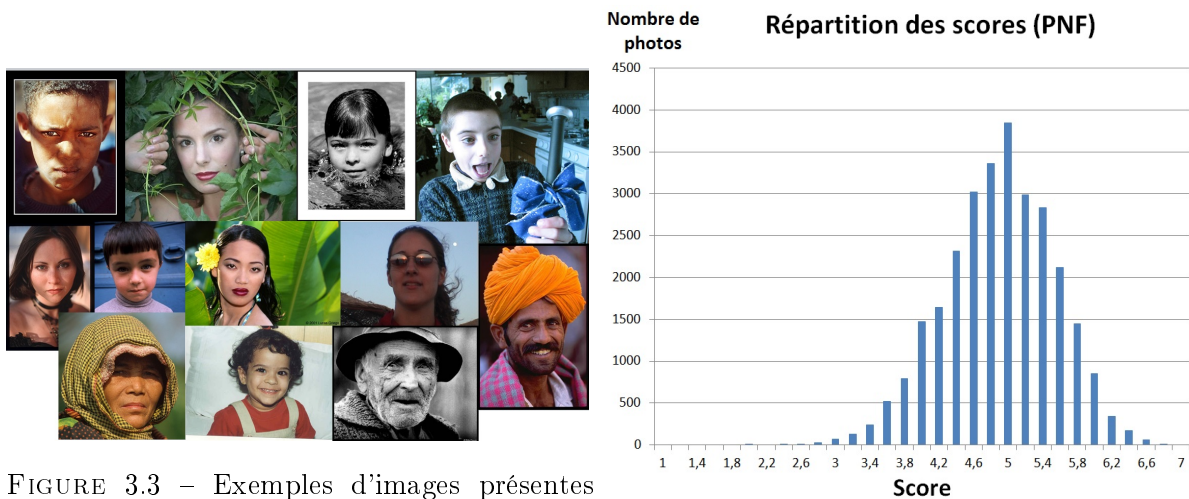 Nombre de
photos
Répartition des scores (PNF)
4500
4000
3500
3000
2500
2000
1500
1000
500
0
1 1,4 1,8 2,2 2,6 3 3,4 3,8 4,2 4,6 5 5,4 5,8 6,2 6,6 7
Score
FIGURE 3.3 – Exemples d'images présentes